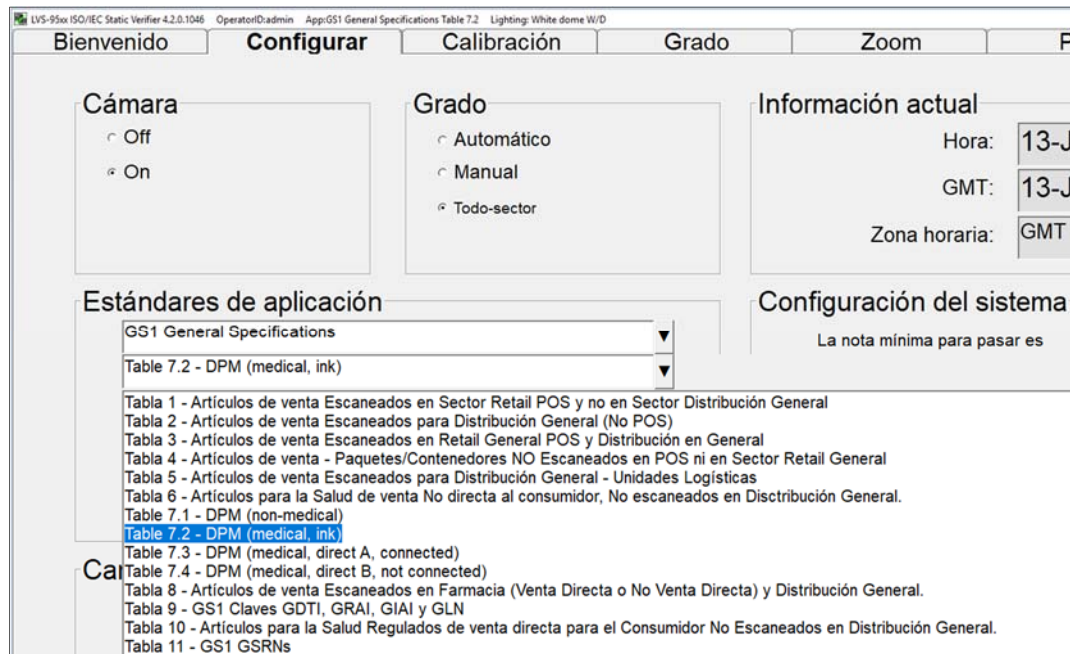 LVS-95xx ISO/IEC Static Verifier 4.2.0.1046 OperatorID:admin App:GS1 General Specifications Table 7.2 Lighting: White dome W/D
Bienvenido Configurar Calibración Grado Zoom
Cámara
Off
On
Grado
Automático
Manual
Todo-sector
Información actual
Hora: 13-J
GMT: 13-J
Zona horaria: GMT
Estándares de aplicación
GS1 General Specifications
Table 7.2 - DPM (medical, ink)
Configuración del sistema
La nota mínima para pasar es
Tabla 1 - Artículos de venta Escaneados en Sector Retail POS y no en Sector Distribución General
Tabla 2 - Artículos de venta Escaneados para Distribución General (No POS)
Tabla 3 - Artículos de venta Escaneados en Retail General POS y Distribución en General
Tabla 4 - Artículos de venta - Paquetes/Contenedores NO Escaneados en POS ni en Sector Retail General
Tabla 5 - Artículos de venta Escaneados para Distribución General - Unidades Logísticas
Tabla 6 - Artículos para la Salud de venta No directa al consumidor, No escaneados en Disctribución General.
Table 7.1 - DPM (non-medical)
Table 7.2 - DPM (medical, ink)
Table 7.3 - DPM (medical, direct A, connected)
Table 7.4 - DPM (medical, direct B, not connected)
Tabla 8 - Artículos de venta Escaneados en Farmacia (Venta Directa o No Venta Directa) y Distribución General.
Tabla 9 - GS1 Claves GDTI, GRAI, GIAI y GLN
Tabla 10 - Artículos para la Salud Regulados de venta directa para el Consumidor No Escaneados en Distribución General.
Tabla 11 - GS1 GSRNs